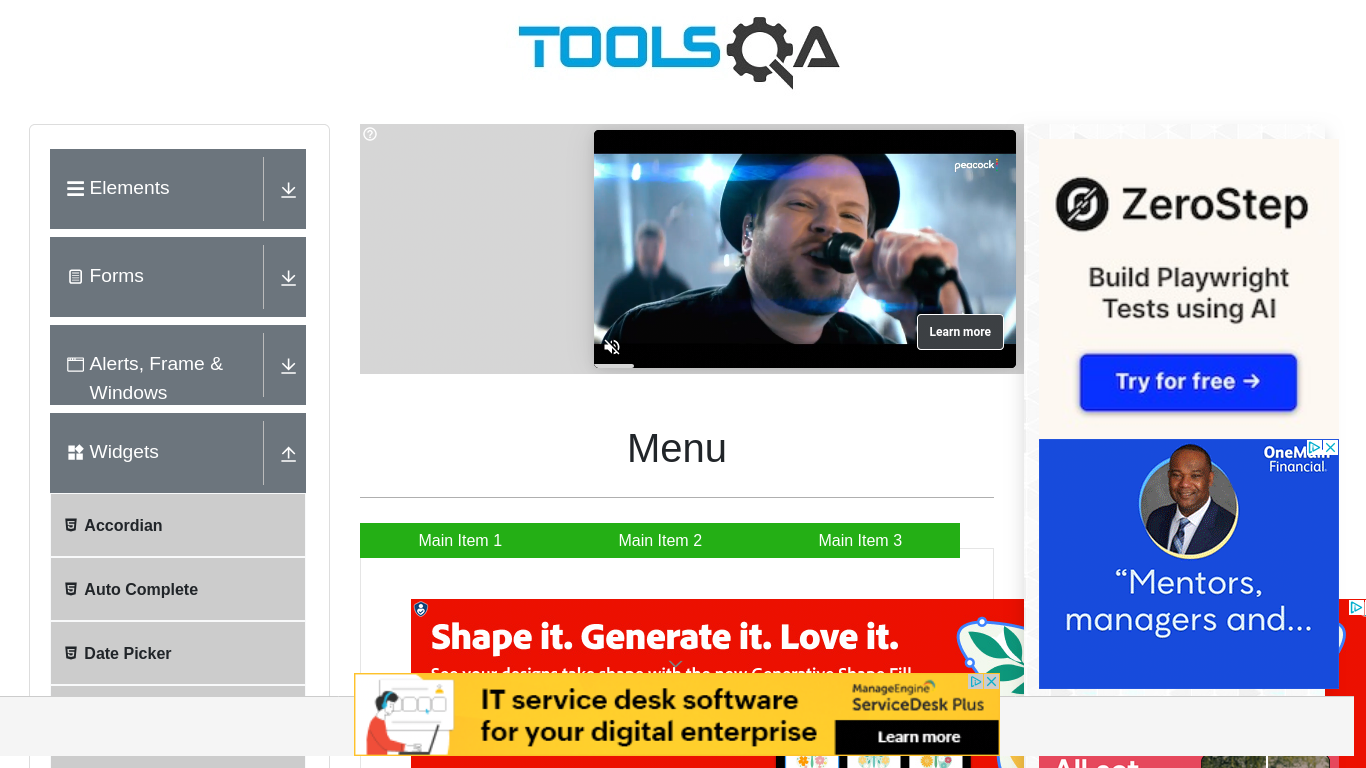 TOOLSQA
Elements
Forms
Alerts, Frame &
Windows
Widgets
Accordian
Auto Complete
Date Picker
peacock
Learn more
Menu
Main Item 1
Main Item 2
Main Item 3
Shape it. Generate it. Love it.
See your designs take shape with the new Generative Shape Fill
IT service desk software
for your digital enterprise
ManageEngine
ServiceDesk Plus
Learn more
ZeroStep
Build Playwright
Tests using AI
Try for free →
OneMain
Financial.
“Mentors,
managers and...